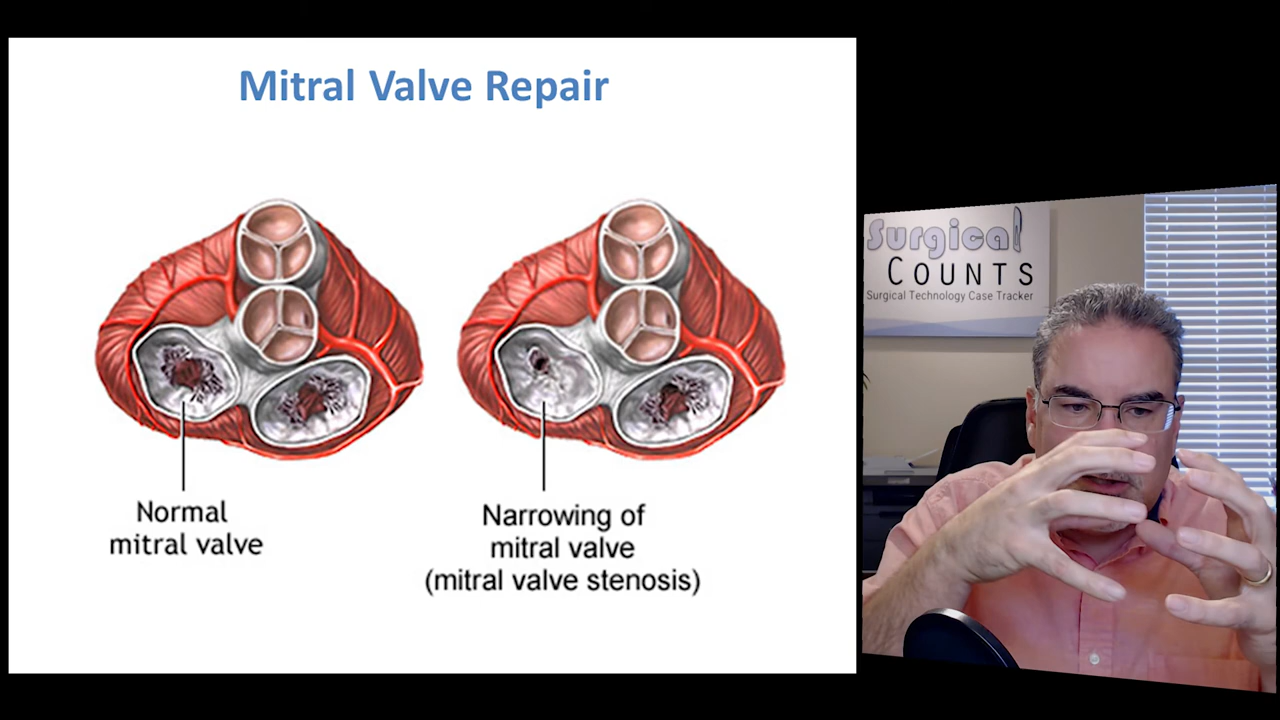 Mitral Valve Repair
Normal
mitral valve
Narrowing of
mitral valve
(mitral valve stenosis)
Surgical
COUNTS
Surgical Technology Case Tracker